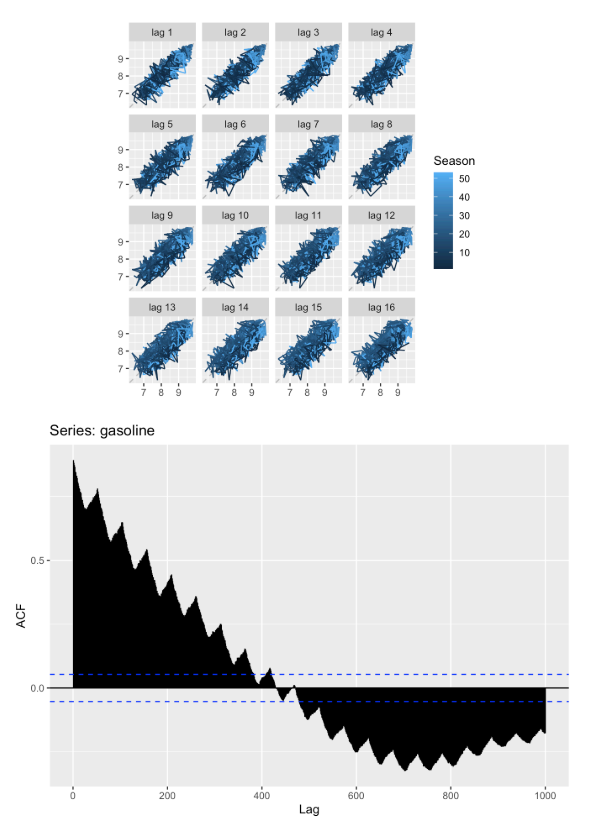 lag 1 lag 2 lag 3 lag 4
9
8
7
lag 5 lag 6 lag 7 lag 8
9
8
7
Season
50
40
30
20
10
lag 9 lag 10 lag 11 lag 12
9
8
7
lag 13 lag 14 lag 15 lag 16
9
8
7
7 8 9 7 8 9 7 8 9 7 8 9
Series: gasoline
0.5
ACF
0.0
0 200 400 600 800 1000
Lag